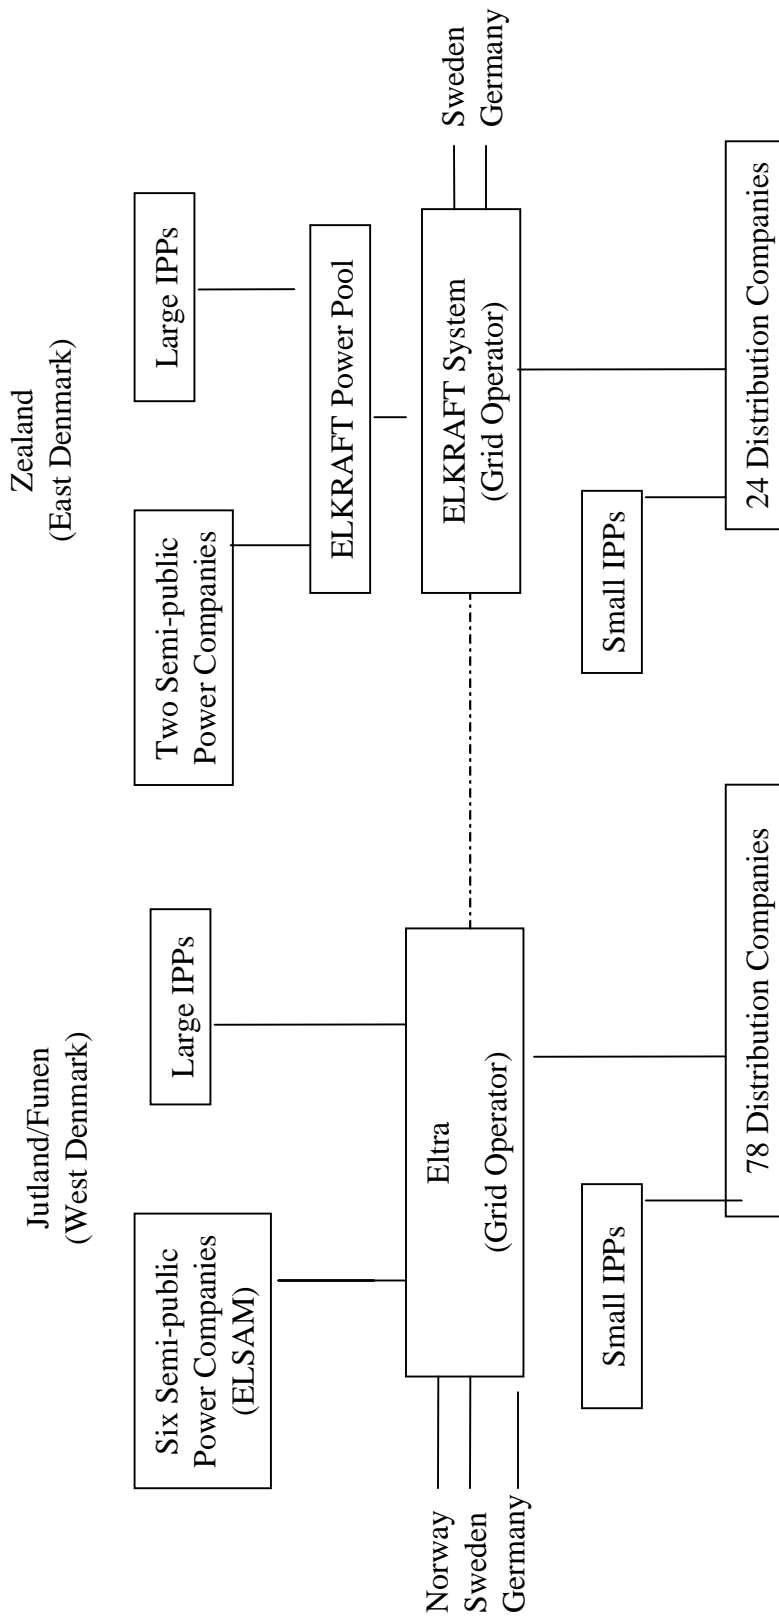 Jutland/Funen
(West Denmark)
Zealand
(East Denmark)
Six Semi-public
Power Companies
(ELSAM)
Large IPPs
Two Semi-public
Power Companies
Large IPPs
ELKRAFT Power Pool
Norway
Sweden
Germany
Eltra
(Grid Operator)
ELKRAFT System
(Grid Operator)
Sweden
Germany
Small IPPs
Small IPPs
78 Distribution Companies
24 Distribution Companies